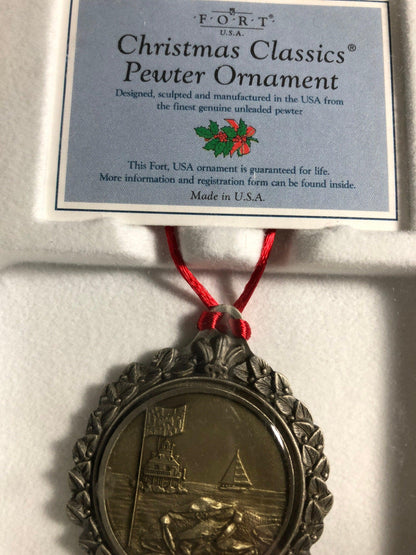 F·O·R·T®
U.S.A.
Christmas Classics®
Pewter Ornament
Designed, sculpted and manufactured in the USA from
the finest genuine unleaded pewter
This Fort, USA ornament is guaranteed for life.
More information and registration form can be found inside.
Made in U.S.A.